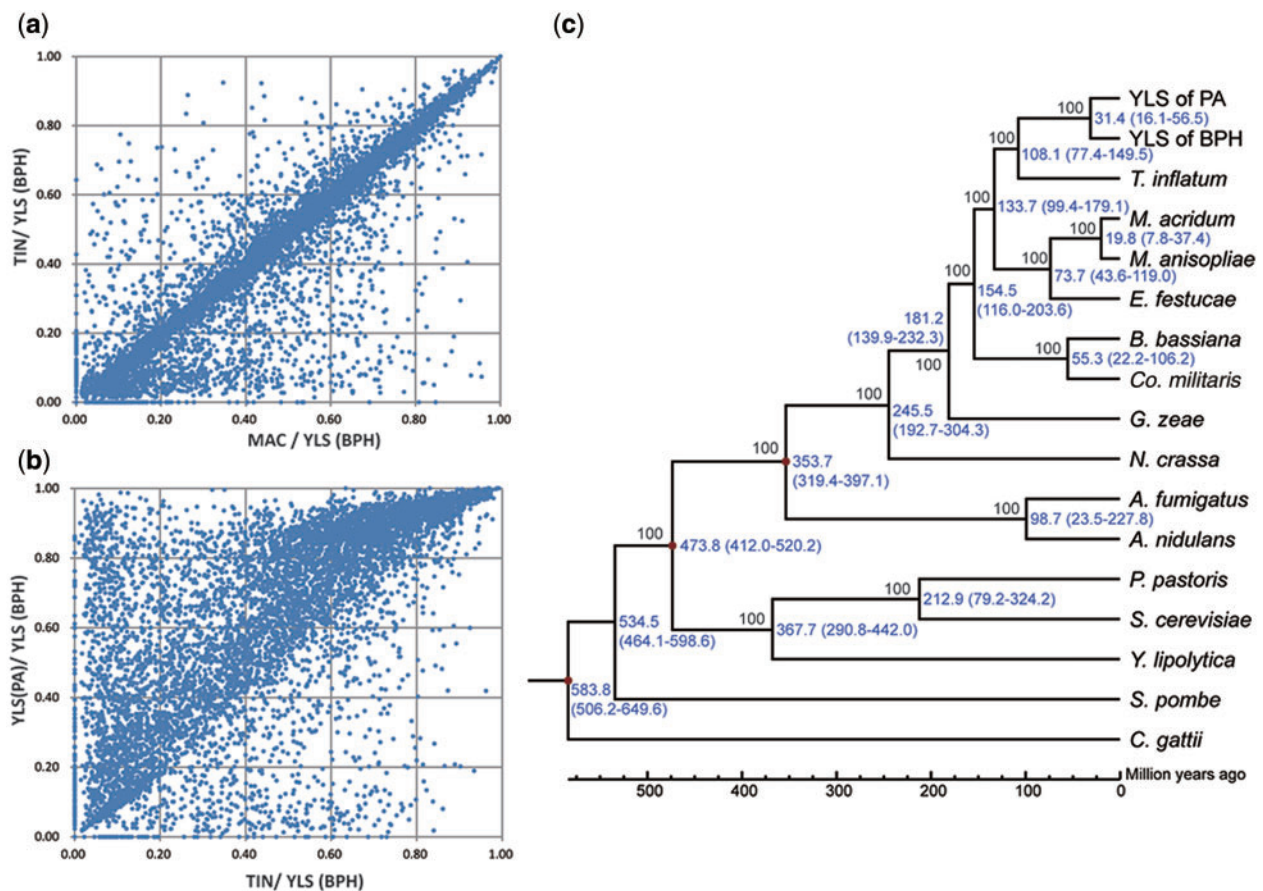 (a)
1.00
0.80
0.60
0.40
0.20
0.00
TIN/ YLS (BPH)
0.00 0.20 0.40 0.60 0.80 1.00
MAC / YLS (BPH)
(b)
1.00
0.80
0.60
0.40
0.20
0.00
YLS(PA)/ YLS (BPH)
0.00 0.20 0.40 0.60 0.80 1.00
TIN/ YLS (BPH)
(c)
YLS of PA
100
31.4 (16.1-56.5)
YLS of BPH
100
108.1 (77.4-149.5)
T. inflatum
100
133.7 (99.4-179.1)
M. acridum
100
19.8 (7.8-37.4)
M. anisopliae
100
73.7 (43.6-119.0)
E. festucae
100
154.5
(116.0-203.6)
B. bassiana
100
55.3 (22.2-106.2)
Co. militaris
181.2
(139.9-232.3)
100
G. zeae
100
245.5
(192.7-304.3)
N. crassa
100
353.7
(319.4-397.1)
A. fumigatus
100
98.7 (23.5-227.8)
A. nidulans
100
473.8 (412.0-520.2)
P. pastoris
100
212.9 (79.2-324.2)
S. cerevisiae
100
367.7 (290.8-442.0)
Y. lipolytica
534.5
(464.1-598.6)
S. pombe
583.8
(506.2-649.6)
C. gattii
500 400 300 200 100 0
Million years ago